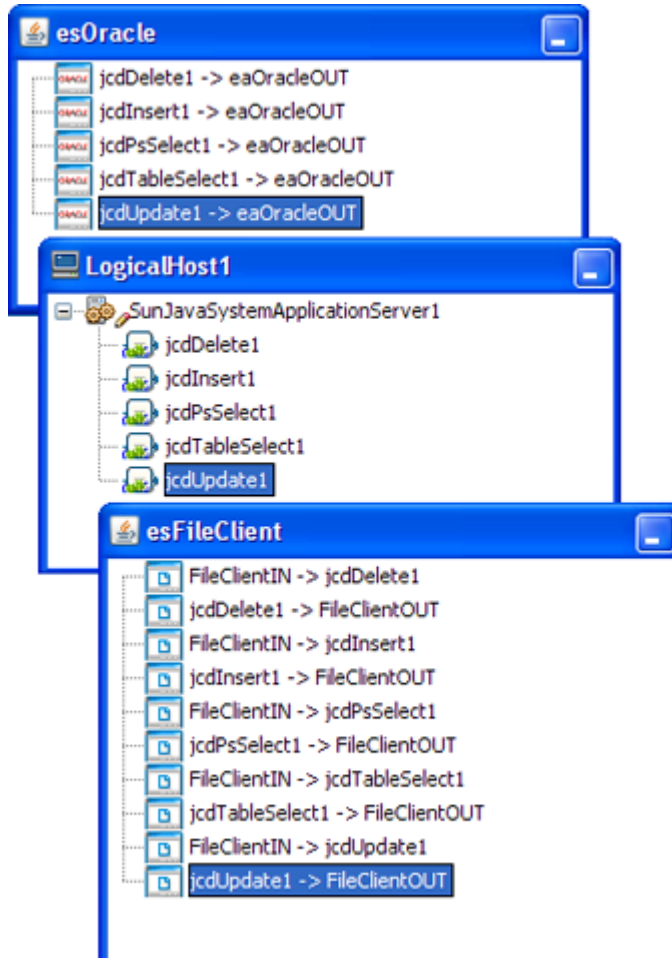 esOracle
jcdDelete1 -> eaOracleOUT
jcdInsert1 -> eaOracleOUT
jcdPsSelect1 -> eaOracleOUT
jcdTableSelect1 -> eaOracleOUT
jcdUpdate1 -> eaOracleOUT
LogicalHost1
SunJavaSystemApplicationServer1
jcdDelete1
jcdInsert1
jcdPsSelect1
jcdTableSelect1
jcdUpdate1
esFileClient
FileClientIN -> jcdDelete1
jcdDelete1 -> FileClientOUT
FileClientIN -> jcdInsert1
jcdInsert1 -> FileClientOUT
FileClientIN -> jcdPsSelect1
jcdPsSelect1 -> FileClientOUT
FileClientIN -> jcdTableSelect1
jcdTableSelect1 -> FileClientOUT
FileClientIN -> jcdUpdate1
jcdUpdate1 -> FileClientOUT